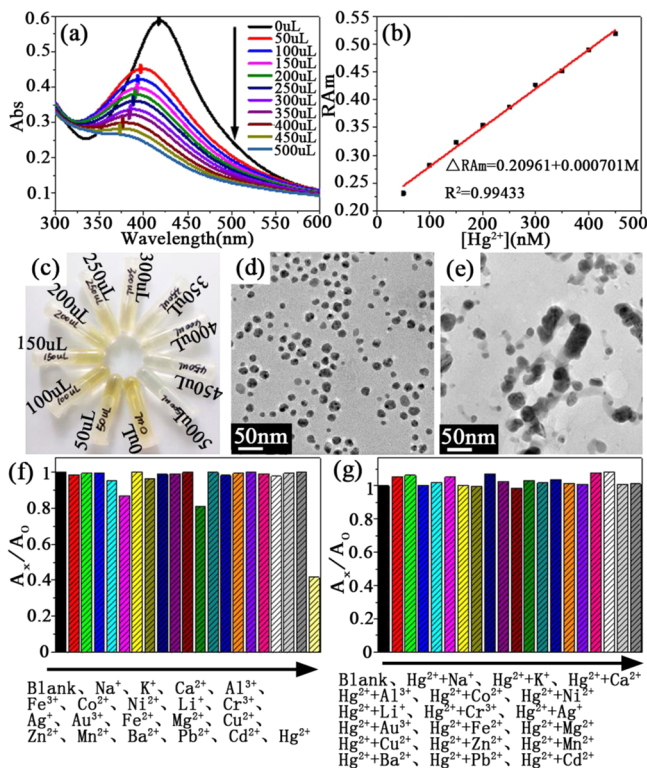 (a)
0uL
50uL
100uL
150uL
200uL
250uL
300uL
350uL
400uL
450uL
500uL
Abs
0.6
0.5
0.4
0.3
0.2
0.1
300 350 400 450 500 550 600
Wavelength(nm)
(b)
RAm
0.55
0.50
0.45
0.40
0.35
0.30
0.25
0.20
△RAm=0.20961+0.000701M
R²=0.99433
0 100 200 300 400 500
[Hg²⁺](nM)
(c)
0uL
50uL
100uL
150uL
200uL
250uL
300uL
350uL
400uL
450uL
500uL
0uL
50uL
100uL
150uL
200uL
250uL
300uL
450uL
(d)
50nm
(e)
50nm
(f)
Aₓ/A₀
1
0.8
0.6
0.4
0.2
0
Blank、Na⁺、K⁺、Ca²⁺、Al³⁺、
Fe³⁺、Co²⁺、Ni²⁺、Li⁺、Cr³⁺、
Ag⁺、Au³⁺、Fe²⁺、Mg²⁺、Cu²⁺、
Zn²⁺、Mn²⁺、Ba²⁺、Pb²⁺、Cd²⁺、Hg²⁺
(g)
Aₓ/A₀
1
0.8
0.6
0.4
0.2
0
Blank、Hg²⁺+Na⁺、Hg²⁺+K⁺、Hg²⁺+Ca²⁺
Hg²⁺+Al³⁺、Hg²⁺+Co²⁺、Hg²⁺+Ni²⁺
Hg²⁺+Li⁺、Hg²⁺+Cr³⁺、Hg²⁺+Ag⁺
Hg²⁺+Au³⁺、Hg²⁺+Fe²⁺、Hg²⁺+Mg²⁺
Hg²⁺+Cu²⁺、Hg²⁺+Zn²⁺、Hg²⁺+Mn²⁺
Hg²⁺+Ba²⁺、Hg²⁺+Pb²⁺、Hg²⁺+Cd²⁺